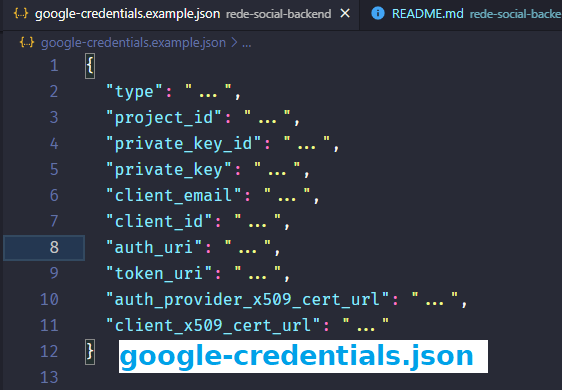 google-credentials.example.json rede-social-backend × README.md rede-social-backe
google-credentials.example.json > ...
1 {
2 "type": "...",
3 "project_id": "...",
4 "private_key_id": "...",
5 "private_key": "...",
6 "client_email": "...",
7 "client_id": "...",
8 "auth_uri": "...",
9 "token_uri": "...",
10 "auth_provider_x509_cert_url": "...",
11 "client_x509_cert_url": "..."
12 } google-credentials.json
13